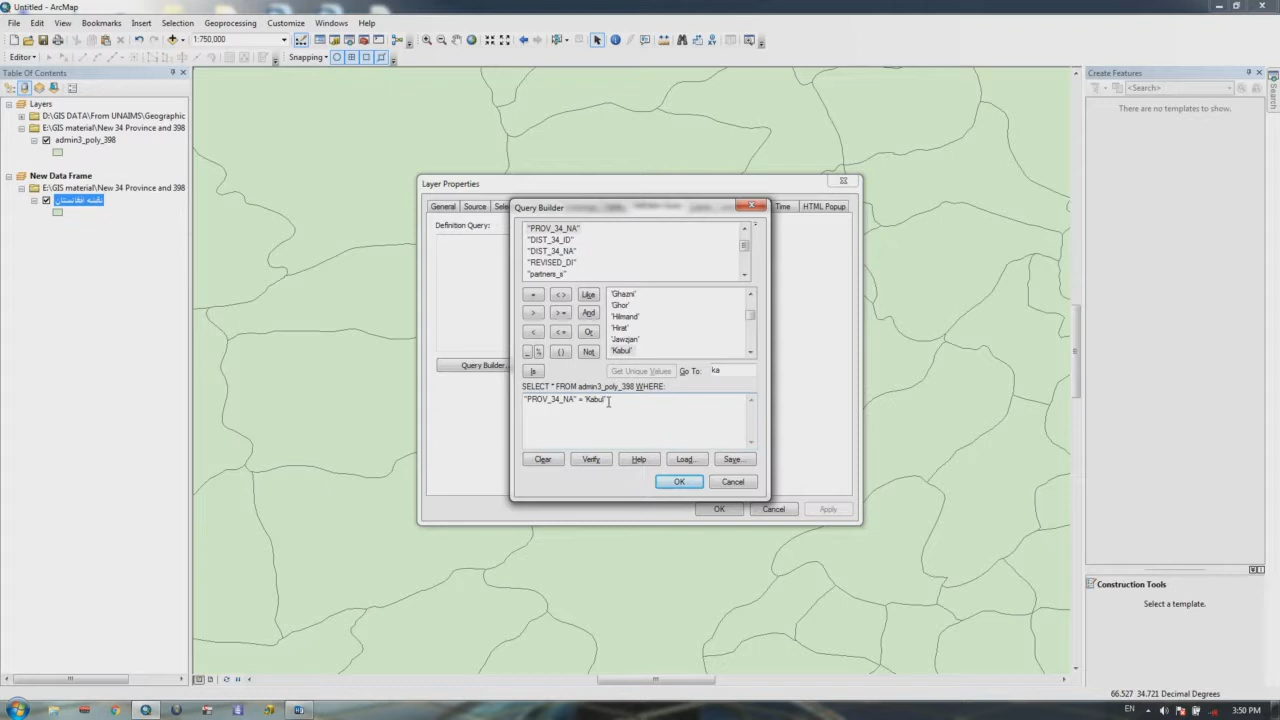 Untitled - ArcMap
File Edit View Bookmarks Insert Selection Geoprocessing Customize Windows Help
1:750,000
Editor
Snapping
Table Of Contents
Layers
D:\GIS DATA\From UNAIMS\Geographic
E:\GIS material\New 34 Province and 398
admin3_poly_398
New Data Frame
E:\GIS material\New 34 Province and 398
نقشه افغانستان
Layer Properties
General Source Selec
Time HTML Popup
Definition Query:
Query Builder...
OK Cancel Apply
Query Builder
"PROV_34_NA"
"DIST_34_ID"
"DIST_34_NA"
"REVISED_DI"
"partners_s"
= <> Like
> >= And
< <= Or
_ % () Not
Is
'Ghazni'
'Ghor'
'Hilmand'
'Hirat'
'Jawzjan'
'Kabul'
Get Unique Values Go To: ka
SELECT * FROM admin3_poly_398 WHERE:
"PROV_34_NA" = 'Kabul'
Clear Verify Help Load... Save...
OK Cancel
Create Features
<Search>
There are no templates to show.
Search
Construction Tools
Select a template.
66.527 34.721 Decimal Degrees
EN
3:50 PM